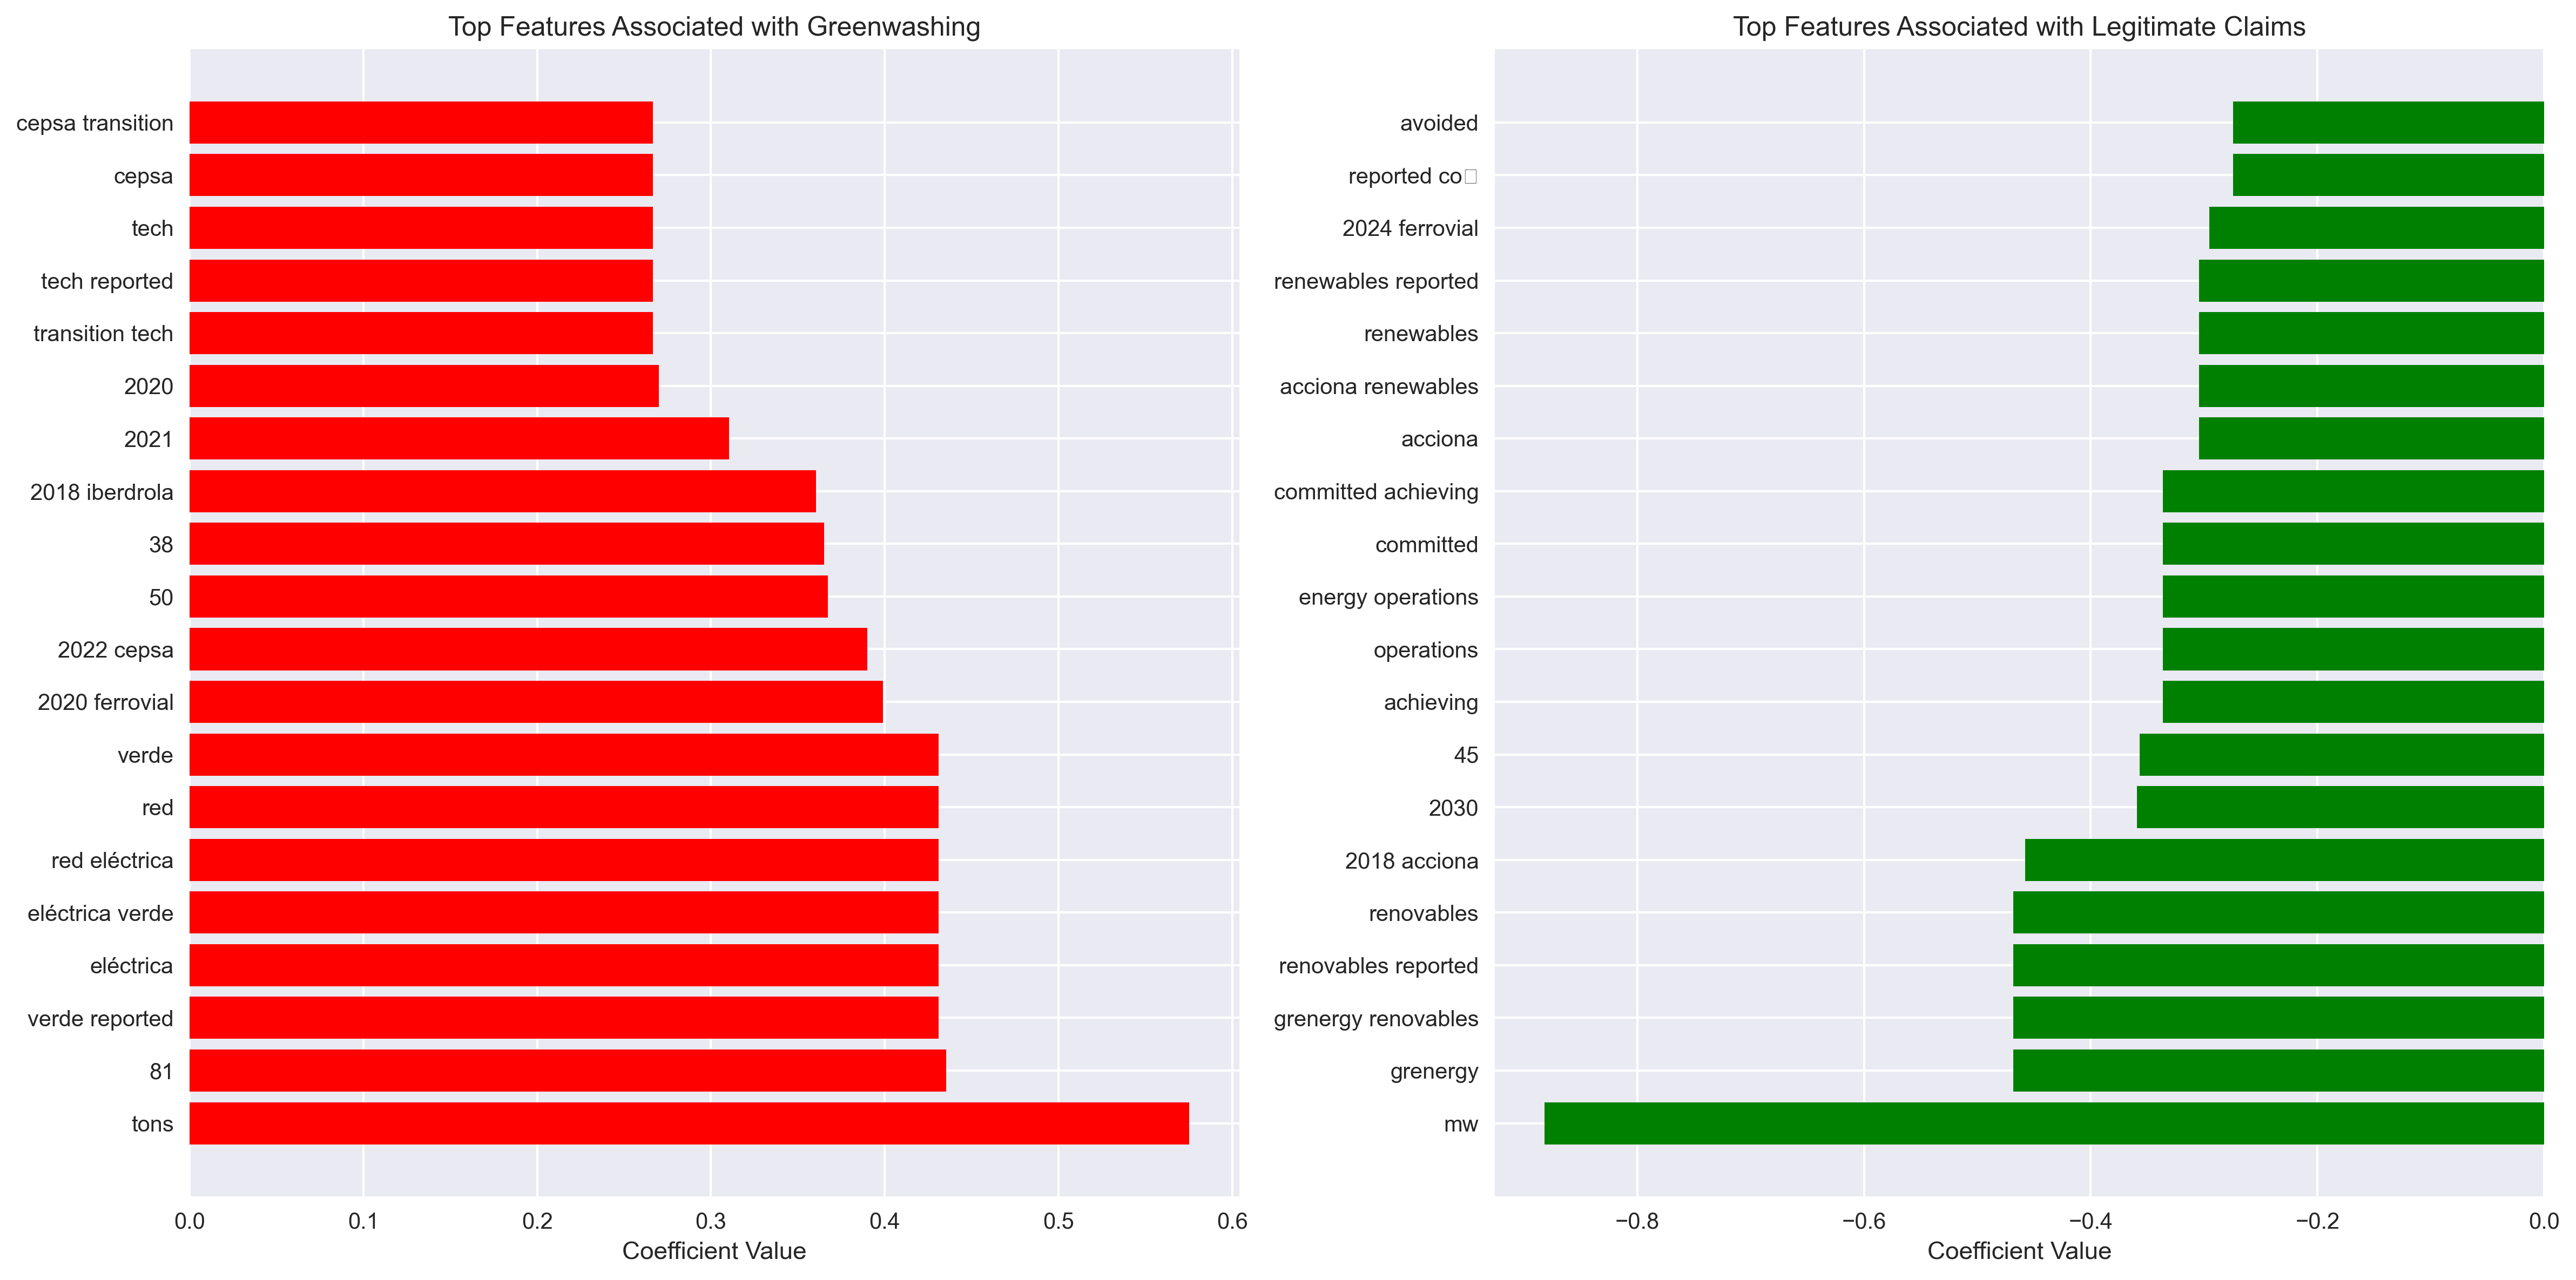 Top Features Associated with Greenwashing
cepsa transition
cepsa
tech
tech reported
transition tech
2020
2021
2018 iberdrola
38
50
2022 cepsa
2020 ferrovial
verde
red
red eléctrica
eléctrica verde
eléctrica
verde reported
81
tons
0.0 0.1 0.2 0.3 0.4 0.5 0.6
Coefficient Value
Top Features Associated with Legitimate Claims
avoided
reported co□
2024 ferrovial
renewables reported
renewables
acciona renewables
acciona
committed achieving
committed
energy operations
operations
achieving
45
2030
2018 acciona
renovables
renovables reported
grenergy renovables
grenergy
mw
−0.8 −0.6 −0.4 −0.2 0.0
Coefficient Value